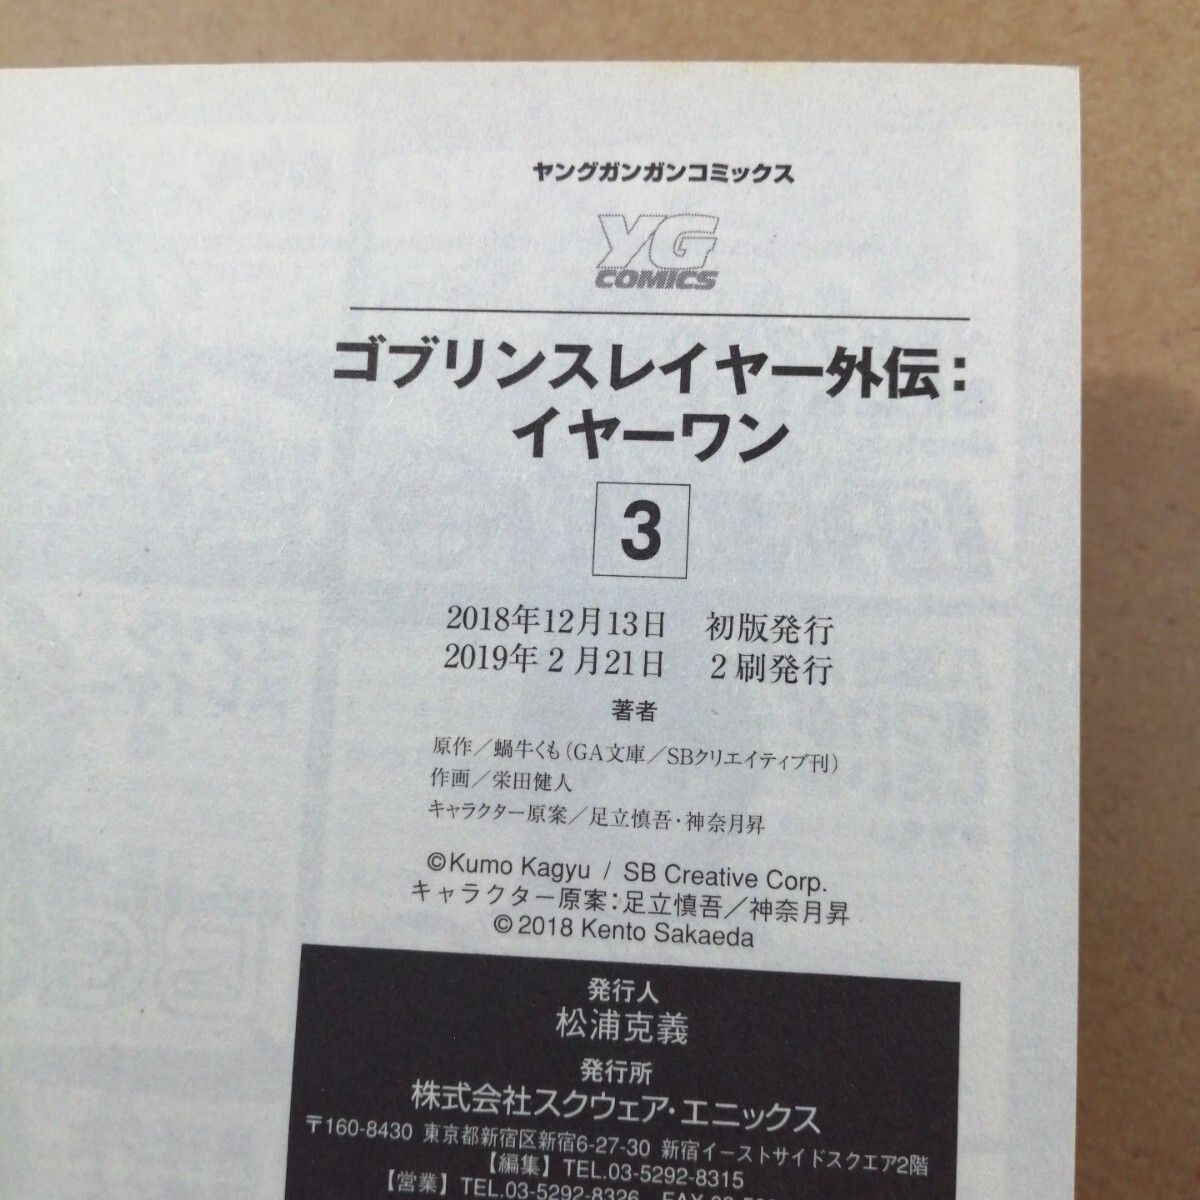 ヤングガンガンコミックス
YG
COMICS
ゴブリンスレイヤー外伝：
イヤーワン
3
2018年12月13日　初版発行
2019年 2 月21日　2 刷発行
著者
原作／蝸牛くも（GA文庫／SBクリエイティブ刊）
作画／栄田健人
キャラクター原案／足立慎吾・神奈月昇
©Kumo Kagyu / SB Creative Corp.
キャラクター原案：足立慎吾／神奈月昇
© 2018 Kento Sakaeda
発行人
松浦克義
発行所
株式会社スクウェア・エニックス
〒160-8430 東京都新宿区新宿6-27-30 新宿イーストサイドスクエア2階
【編集】TEL.03-5292-8315
【営業】TEL.03-5292-8326